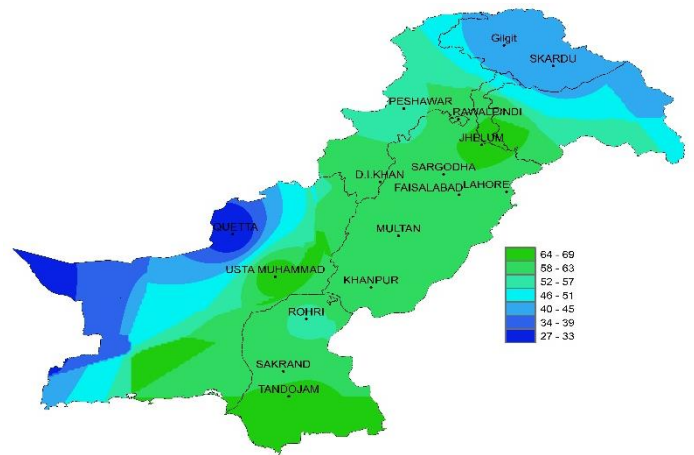 Gilgit
SKARDU
PESHAWAR
RAWALPINDI
JHELUM
SARGODHA
D.I.KHAN
FAISALABAD
LAHORE
QUETTA
MULTAN
USTA MUHAMMAD
KHANPUR
ROHRI
SAKRAND
TANDOJAM
64 - 69
58 - 63
52 - 57
46 - 51
40 - 45
34 - 39
27 - 33